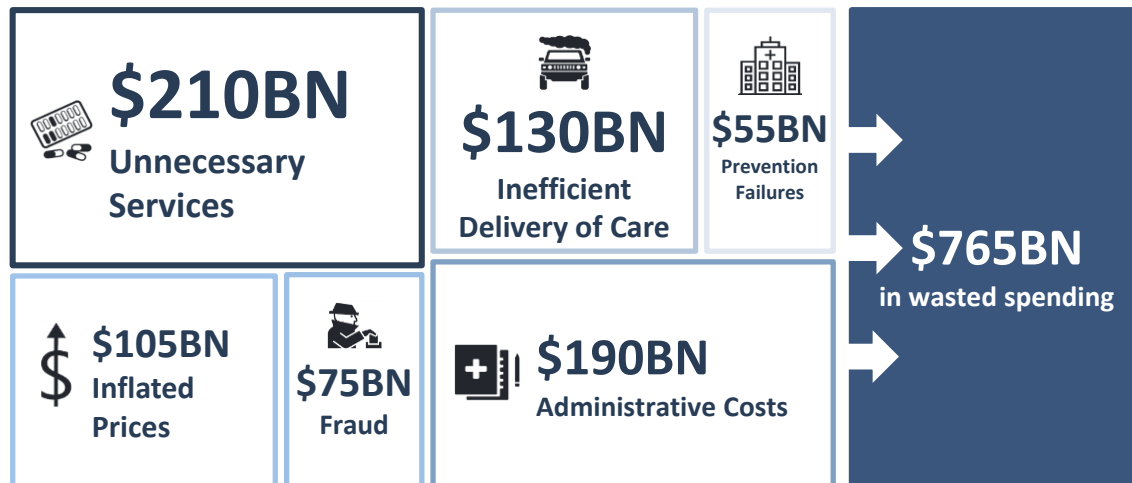 $210BN
Unnecessary
Services
$130BN
Inefficient
Delivery of Care
$55BN
Prevention
Failures
$105BN
Inflated
Prices
$75BN
Fraud
$190BN
Administrative Costs
$765BN
in wasted spending